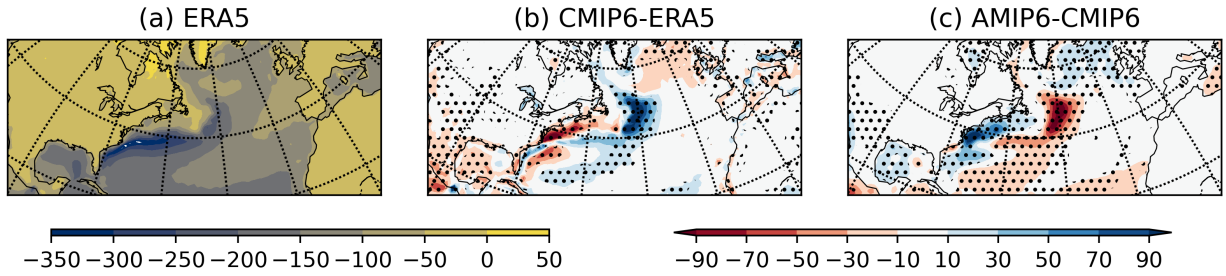 (a) ERA5
(b) CMIP6-ERA5
(c) AMIP6-CMIP6
−350 −300 −250 −200 −150 −100 −50 0 50
−90 −70 −50 −30 −10 10 30 50 70 90